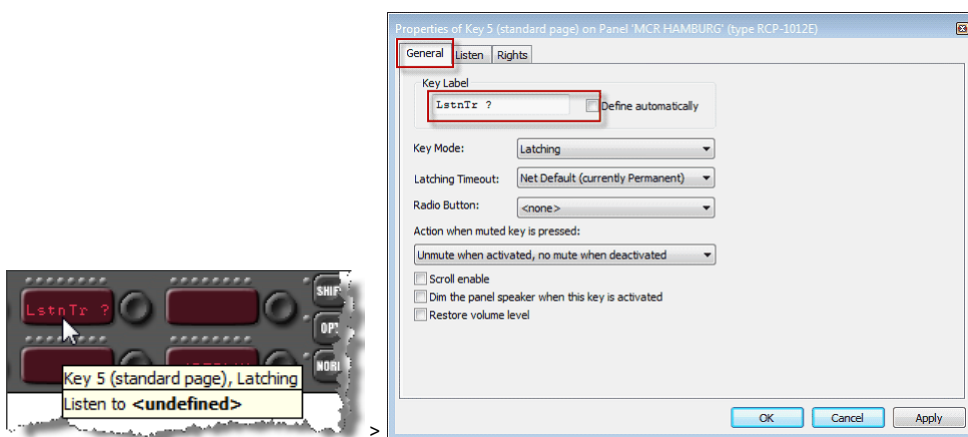 LstnTr ?
SHIF
OP
NORI
Key 5 (standard page), Latching
Listen to <undefined>
>
Properties of Key 5 (standard page) on Panel 'MCR HAMBURG' (type RCP-1012E)
General Listen Rights
Key Label
LstnTr ? Define automatically
Key Mode: Latching
Latching Timeout: Net Default (currently Permanent)
Radio Button: <none>
Action when muted key is pressed:
Unmute when activated, no mute when deactivated
Scroll enable
Dim the panel speaker when this key is activated
Restore volume level
OK Cancel Apply